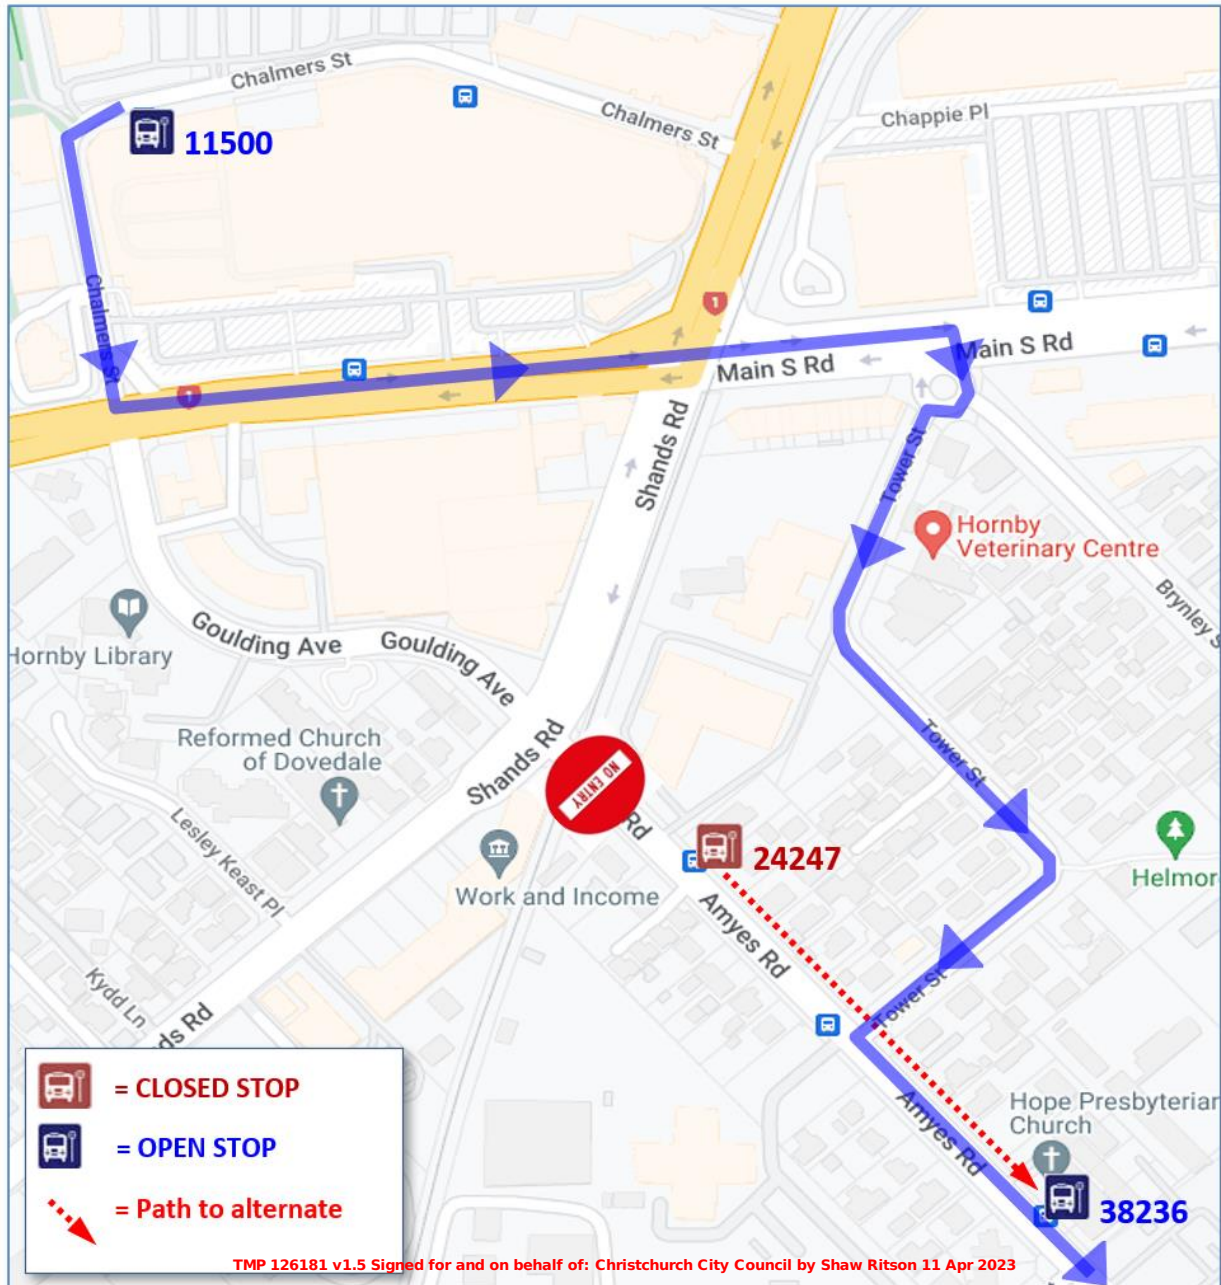 Chalmers St
Chalmers St
Chappie Pl
11500
Chalmers St
1
Main S Rd
Main S Rd
1
Shands Rd
Tower St
Hornby
Veterinary Centre
Brynley S
Hornby Library
Goulding Ave
Goulding Ave
Reformed Church
of Dovedale
Shands Rd
Tower St
NO ENTRY
Rd
Lesley Keast Pl
24247
Work and Income
Helmor
Amyes Rd
Kydd Ln
ds Rd
Tower St
= CLOSED STOP
= OPEN STOP
= Path to alternate
Amyes Rd
Hope Presbyterian
Church
38236
TMP 126181 v1.5 Signed for and on behalf of: Christchurch City Council by Shaw Ritson 11 Apr 2023